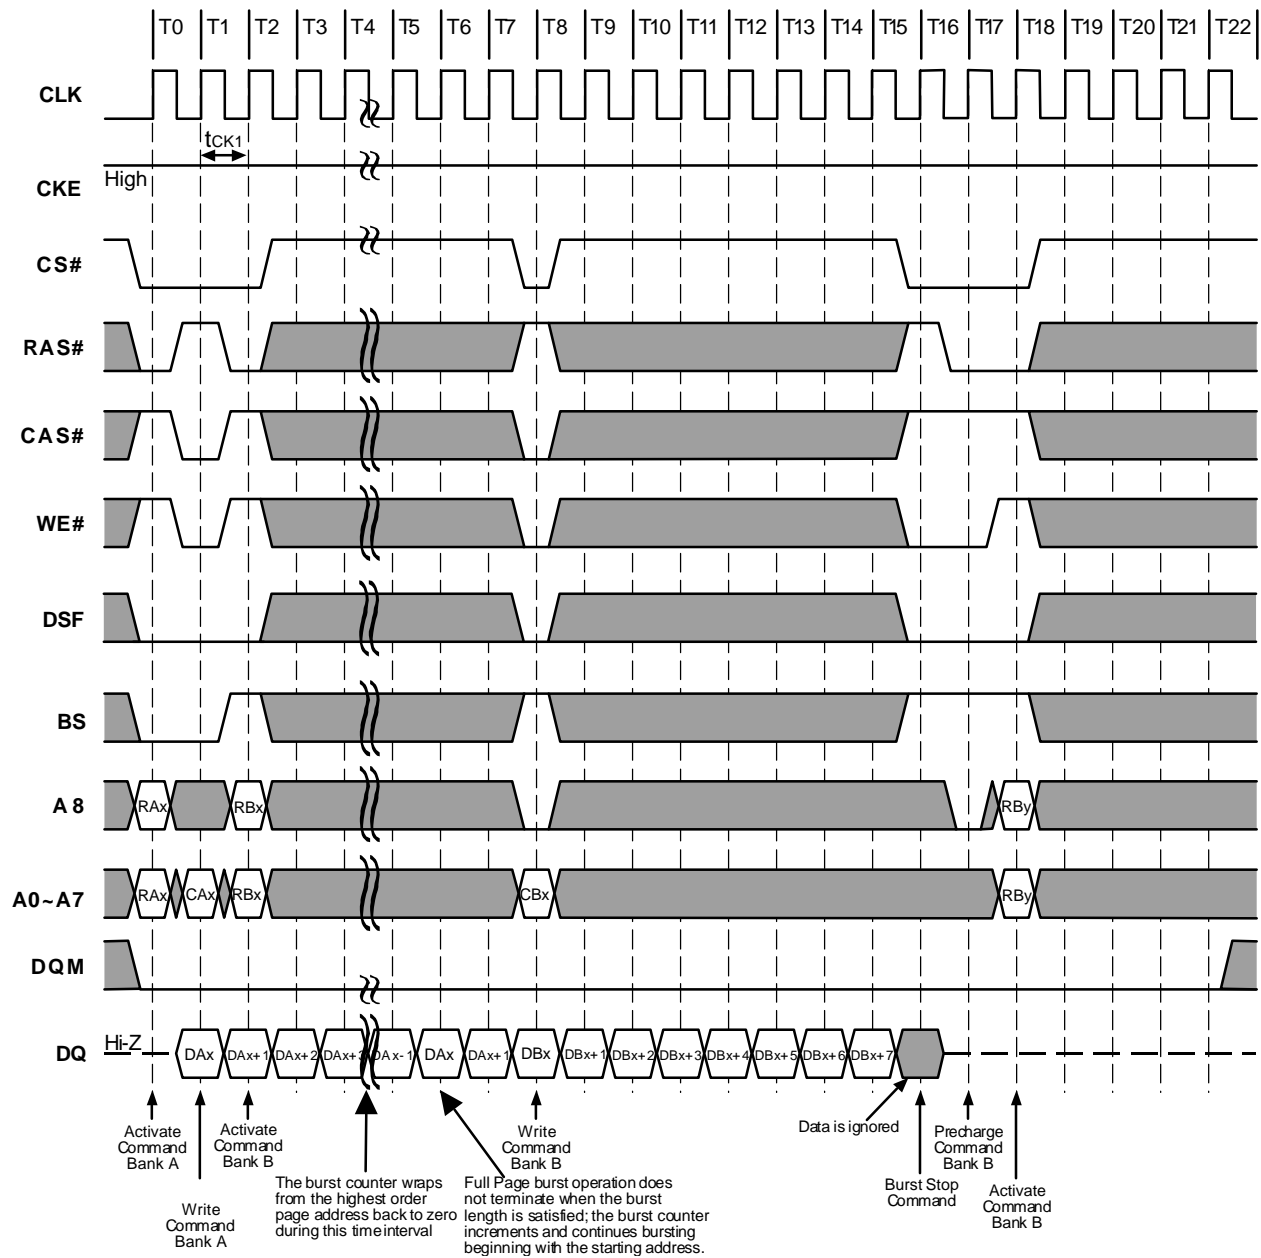 T0 T1 T2 T3 T4 T5 T6 T7 T8 T9 T10 T11 T12 T13 T14 T15 T16 T17 T18 T19 T20 T21 T22
CLK
tCK1
High
CKE
CS#
RAS#
CAS#
WE#
DSF
BS
A8
RAx RBx RBy
A0~A7
RAx CAx RBx CBx RBy
DQM
DQ
Hi-Z
DAx DAx+1 DAx+2 DAx+3 DAx-1 DAx DAx+1 DBx DBx+1 DBx+2 DBx+3 DBx+4 DBx+5 DBx+6 DBx+7
Activate
Command
Bank A
Write
Command
Bank A
Activate
Command
Bank B
The burst counter wraps
from the highest order
page address back to zero
during this time interval
Full Page burst operation does
not terminate when the burst
length is satisfied; the burst counter
increments and continues bursting
beginning with the starting address.
Write
Command
Bank B
Data is ignored
Burst Stop
Command
Precharge
Command
Bank B
Activate
Command
Bank B